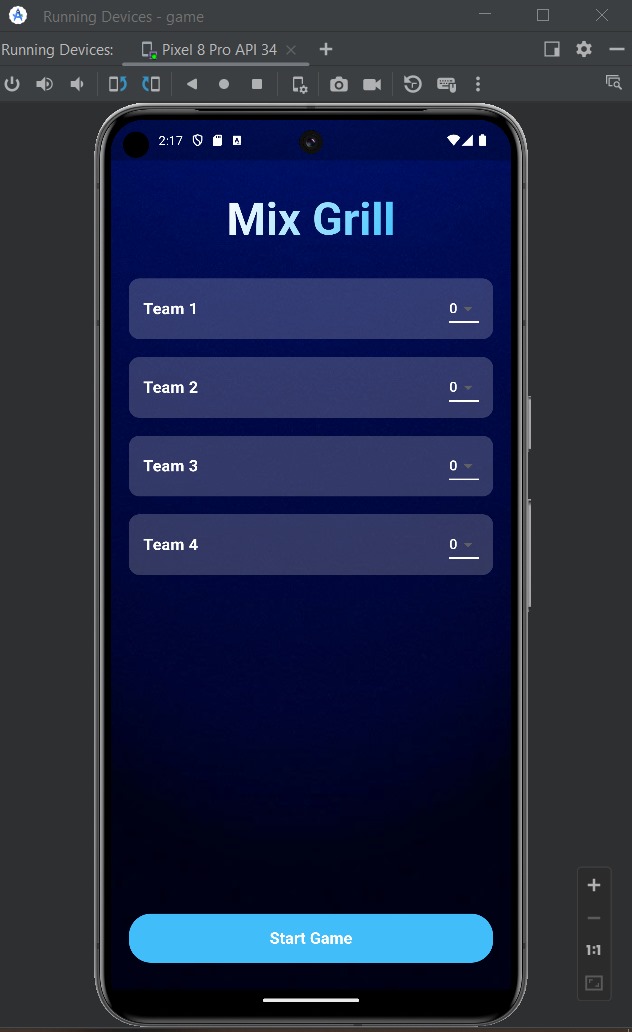 Running Devices - game
Running Devices:
Pixel 8 Pro API 34
2:17
Mix Grill
Team 1
0
Team 2
0
Team 3
0
Team 4
0
Start Game
1:1